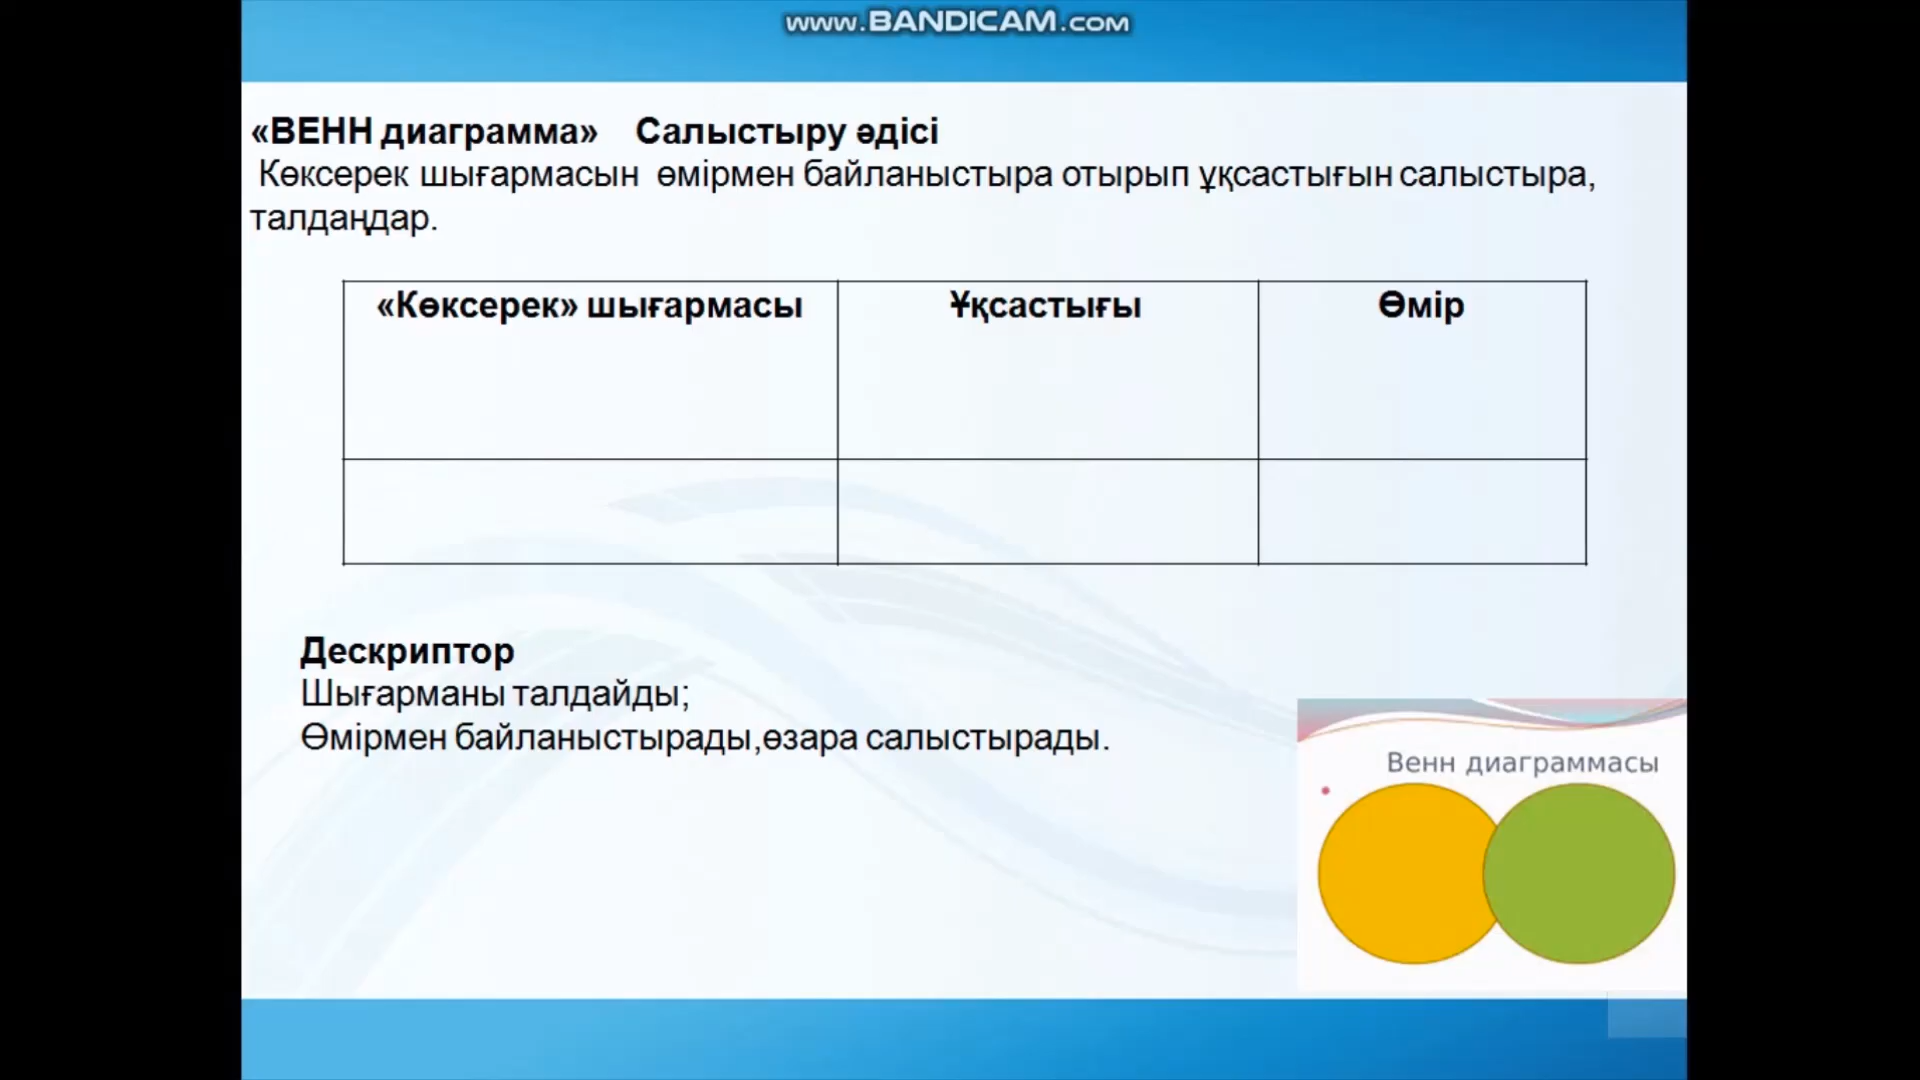 www.BANDICAM.com
«ВЕНН диаграмма» Салыстыру әдісі
Көксерек шығармасын өмірмен байланыстыра отырып ұқсастығын салыстыра,
талдаңдар.
«Көксерек» шығармасы Ұқсастығы Өмір
Дескриптор
Шығарманы талдайды;
Өмірмен байланыстырады,өзара салыстырады.
Венн диаграммасы